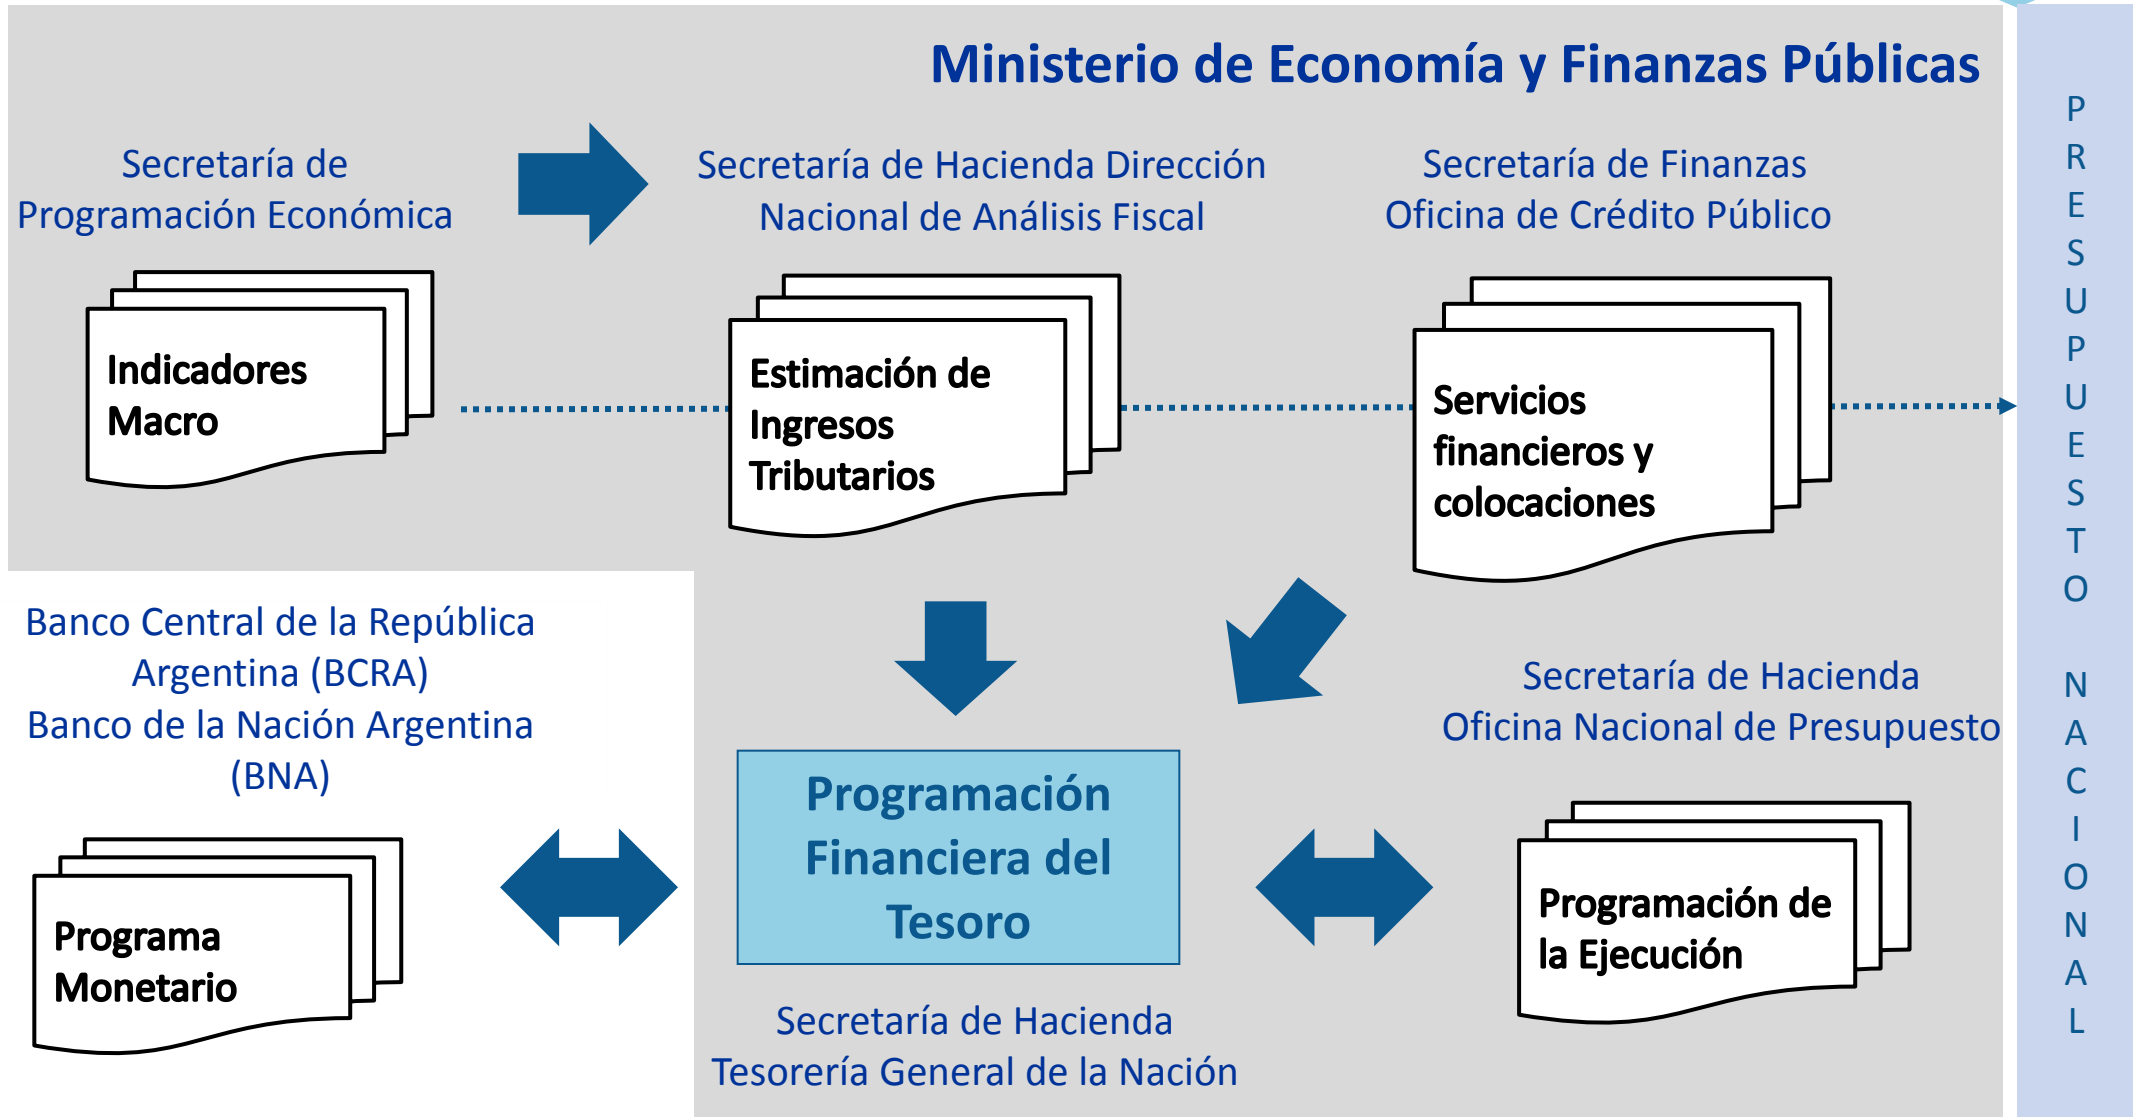 Ministerio de Economía y Finanzas Públicas
Secretaría de
Programación Económica
Secretaría de Hacienda Dirección
Nacional de Análisis Fiscal
Secretaría de Finanzas
Oficina de Crédito Público
Indicadores
Macro
Estimación de
Ingresos
Tributarios
Servicios
financieros y
colocaciones
Banco Central de la República
Argentina (BCRA)
Banco de la Nación Argentina
(BNA)
Secretaría de Hacienda
Oficina Nacional de Presupuesto
Programa
Monetario
Programación
Financiera del
Tesoro
Programación de
la Ejecución
Secretaría de Hacienda
Tesorería General de la Nación
PRESUPUESTO NACIONAL